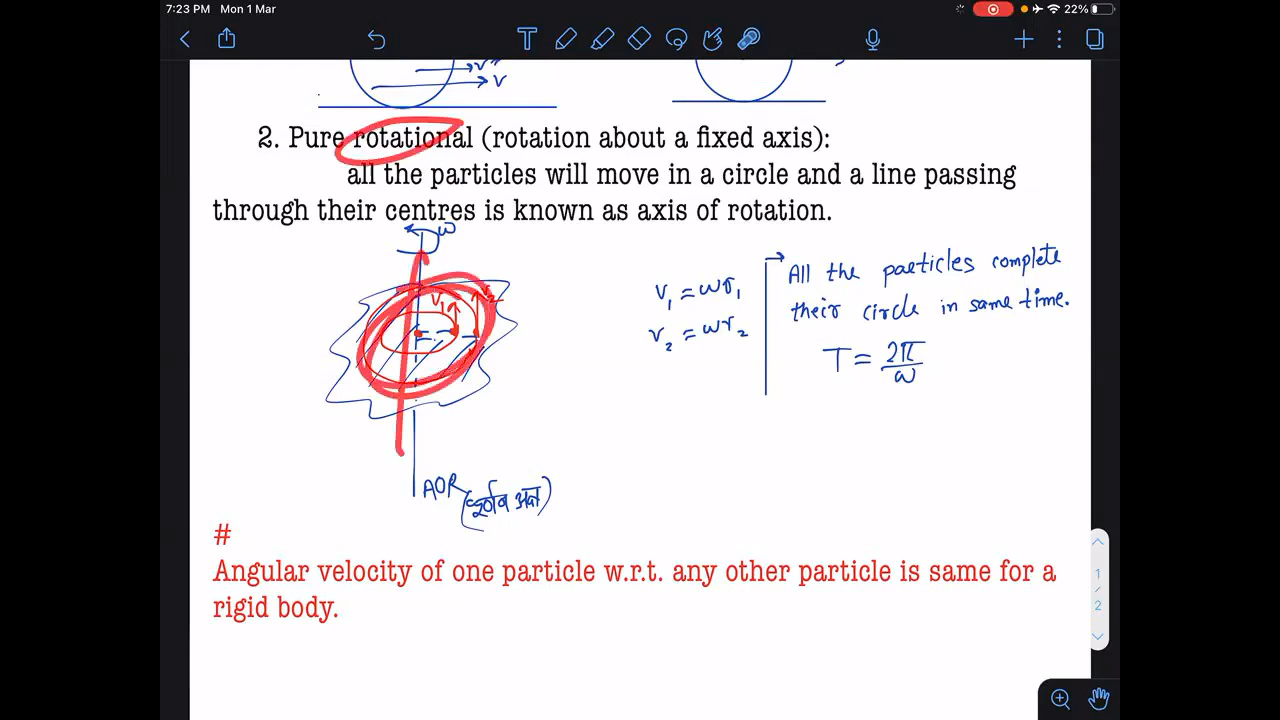 7:23 PM Mon 1 Mar
22%
v
2. Pure rotational (rotation about a fixed axis):
all the particles will move in a circle and a line passing
through their centres is known as axis of rotation.
ω
v₁ v₂
v₁ = ωr₁
v₂ = ωr₂
All the particles complete
their circle in same time.
T = 2π/ω
AOR
(घूर्णन अक्ष)
#
Angular velocity of one particle w.r.t. any other particle is same for a
rigid body.
1
/
2